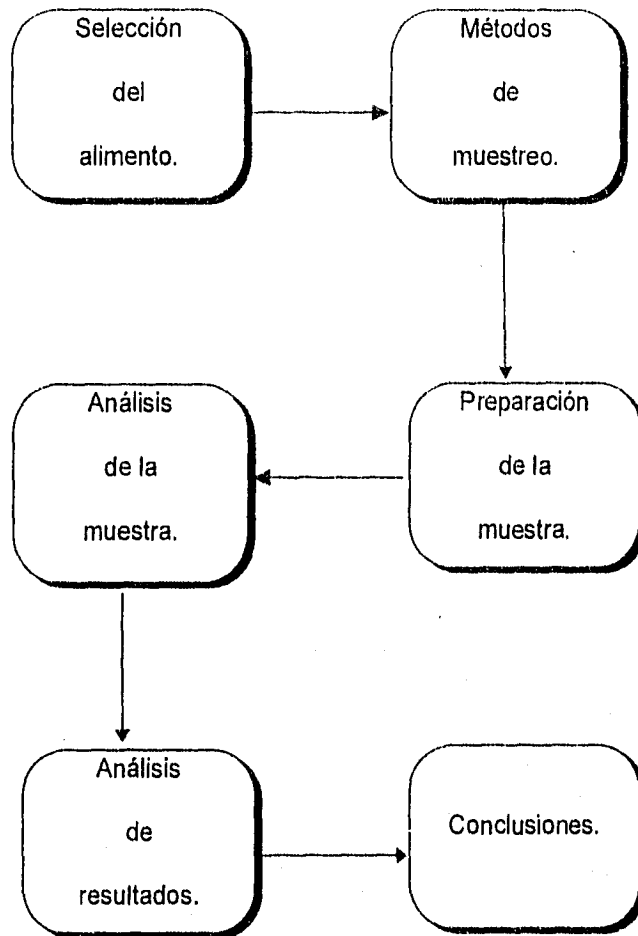 Selección
del
alimento.
Métodos
de
muestreo.
Preparación
de la
muestra.
Análisis
de la
muestra.
Análisis
de
resultados.
Conclusiones.